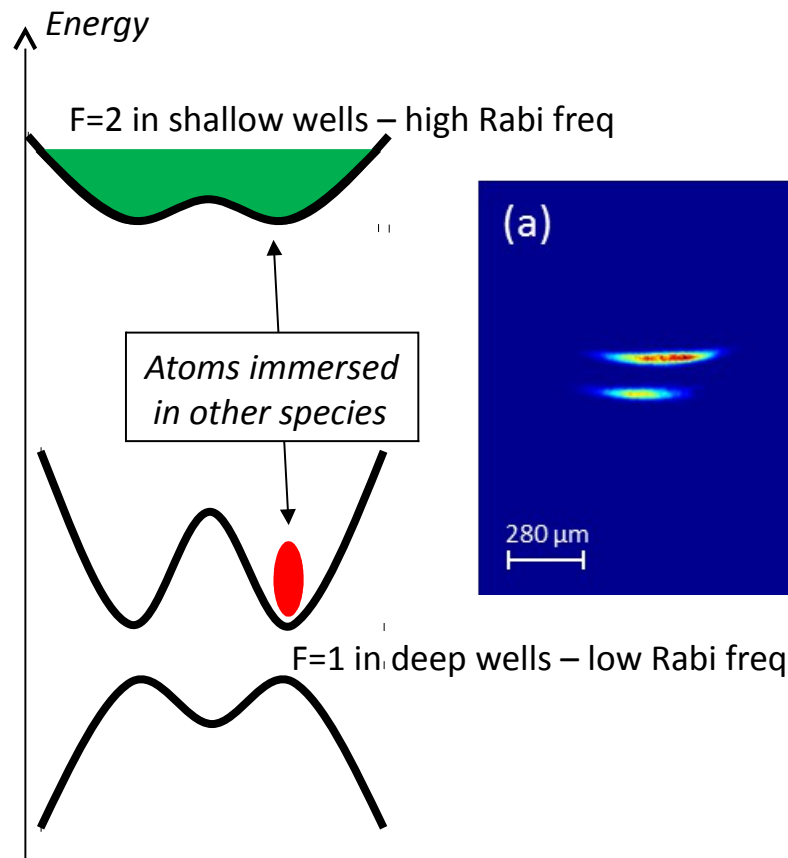 Energy
F=2 in shallow wells – high Rabi freq
(a)
Atoms immersed
in other species
280 μm
F=1 in deep wells – low Rabi freq